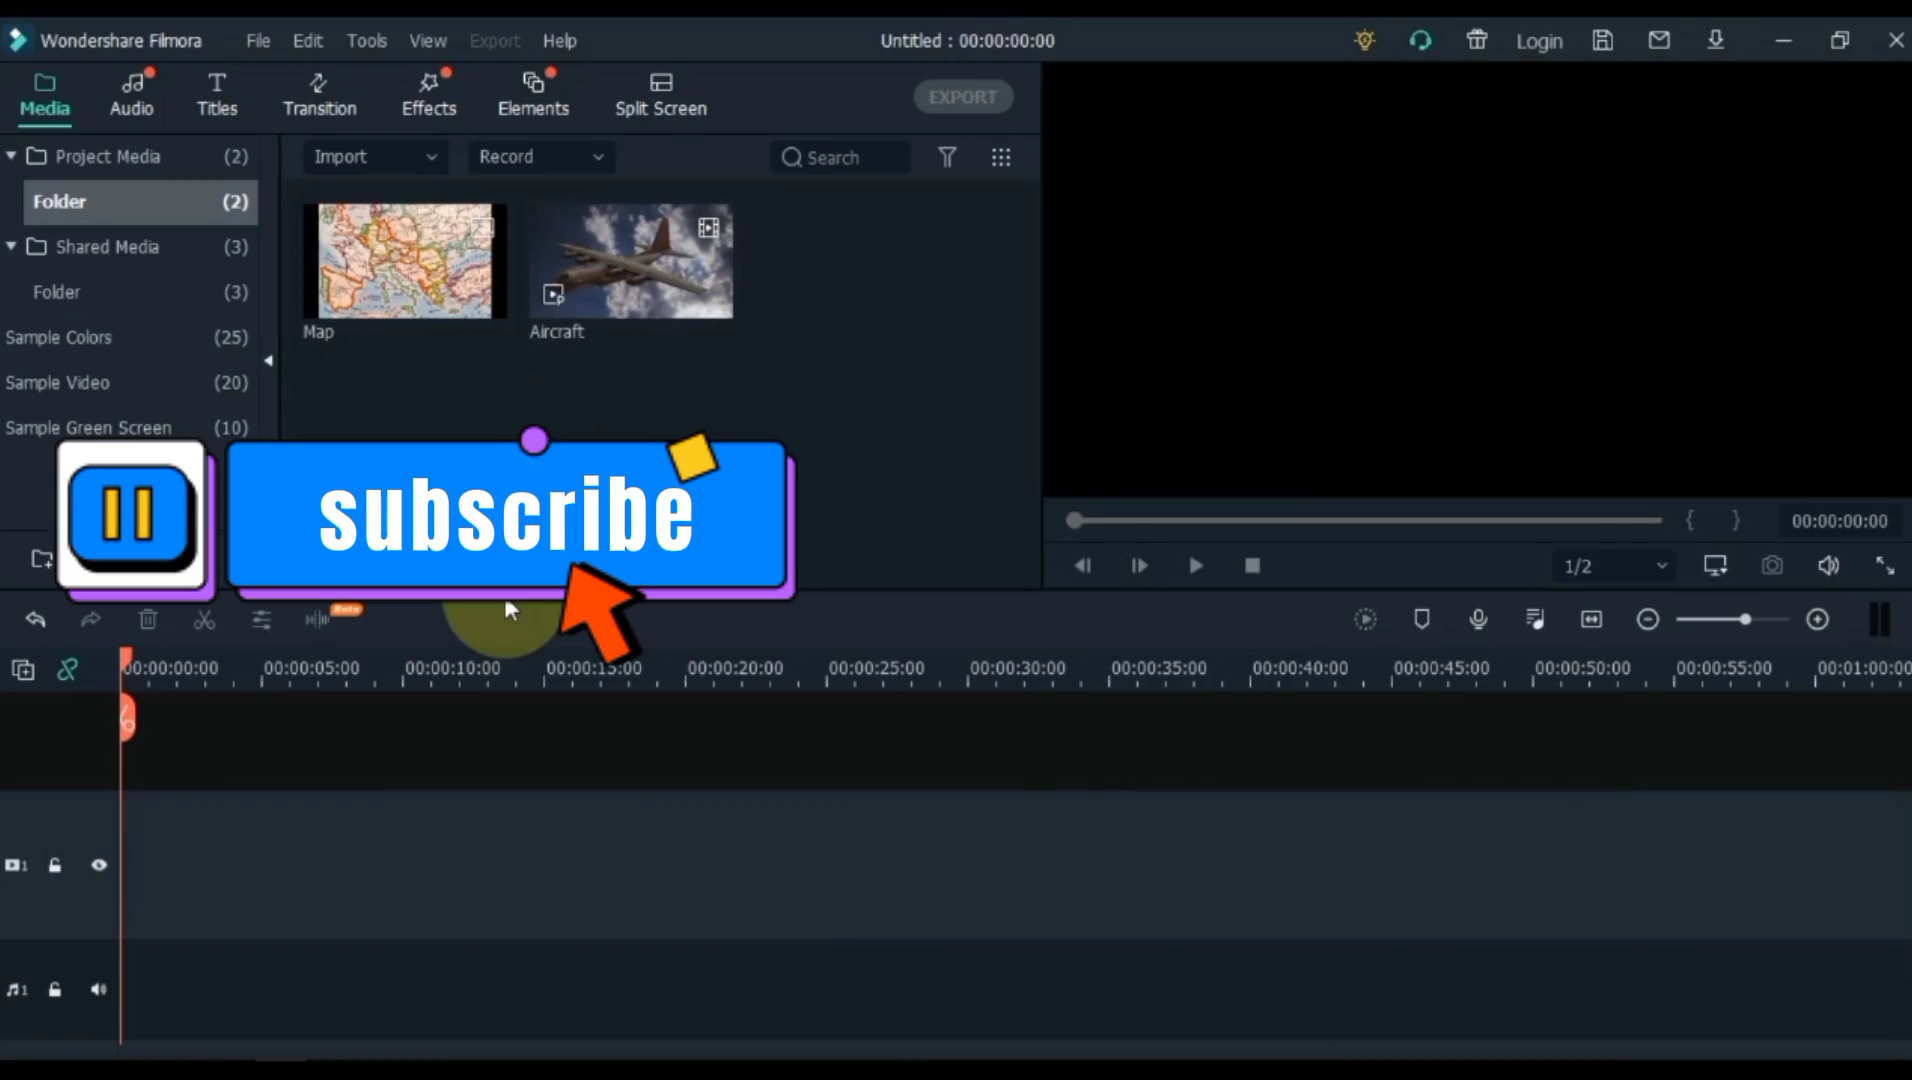 Wondershare Filmora File Edit Tools View Export Help Untitled : 00:00:00:00 Login
Media Audio Titles Transition Effects Elements Split Screen EXPORT
Project Media (2) Import Record Search
Folder (2)
Shared Media (3)
Folder (3)
Map Aircraft
Sample Colors (25)
Sample Video (20)
Sample Green Screen (10)
subscribe
00:00:00:00
1/2
Beta
00:00:00:00 00:00:05:00 00:00:10:00 00:00:15:00 00:00:20:00 00:00:25:00 00:00:30:00 00:00:35:00 00:00:40:00 00:00:45:00 00:00:50:00 00:00:55:00 00:01:00:00
1
1